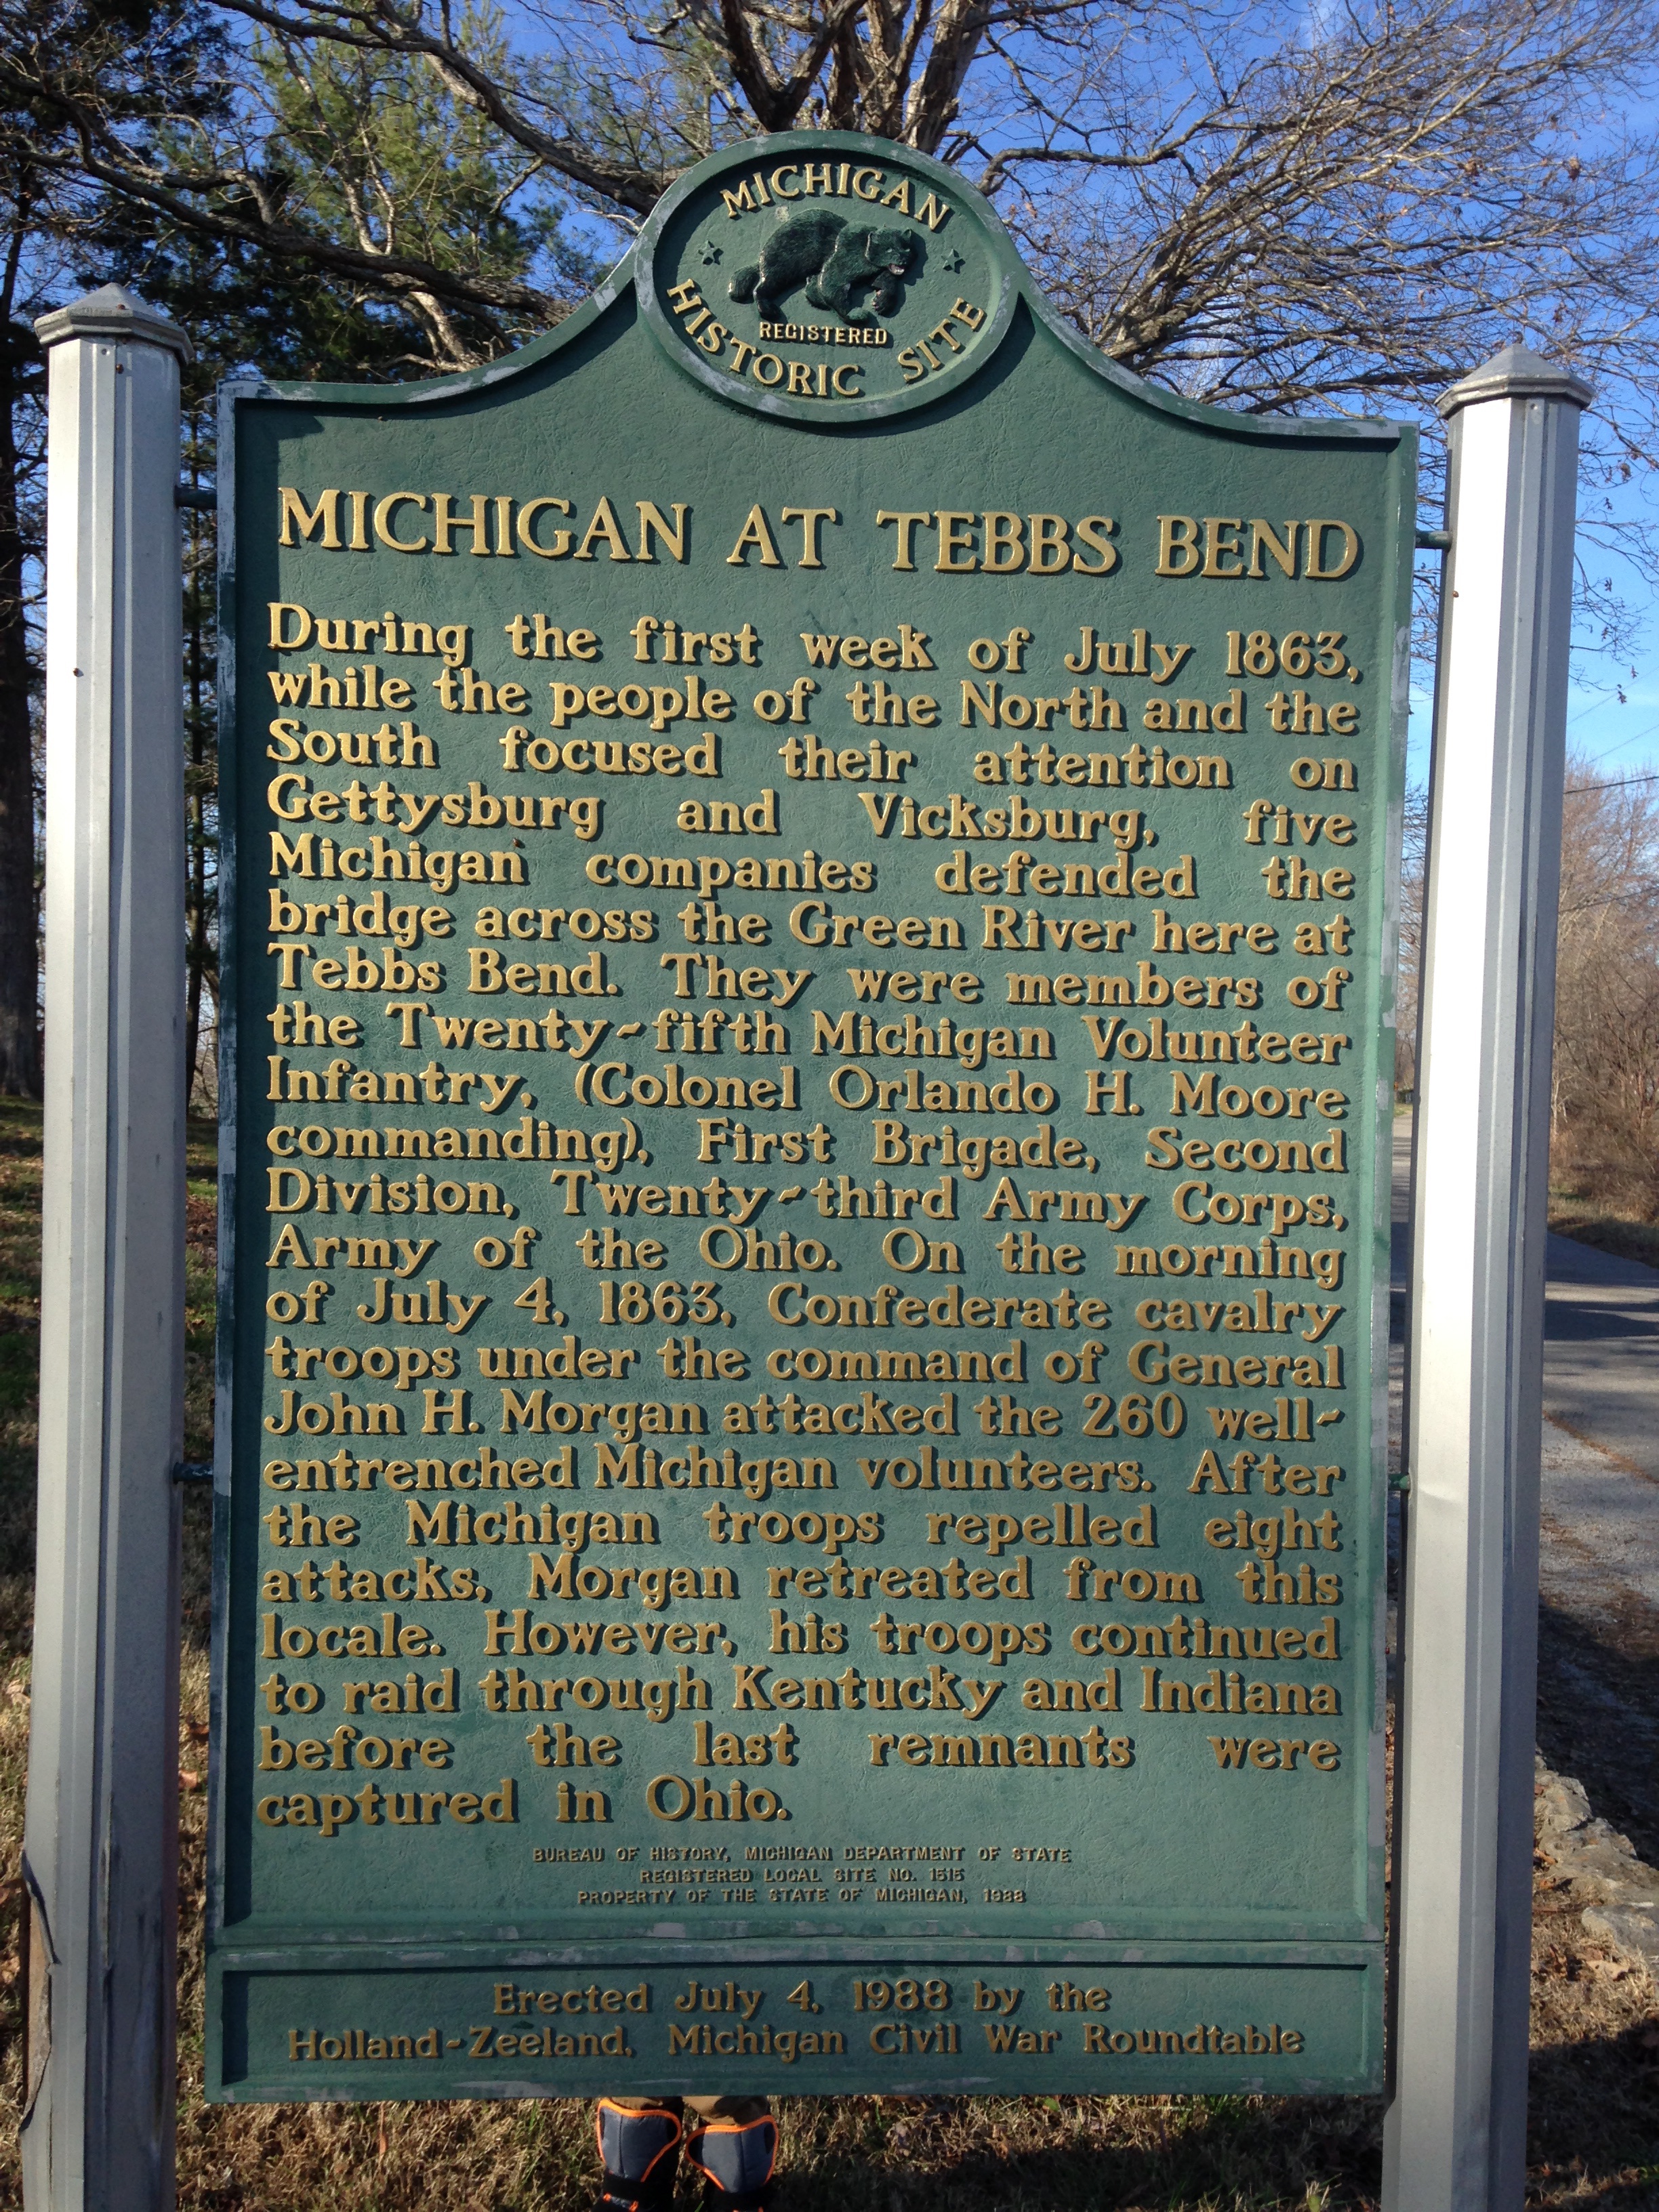 MICHIGAN
REGISTERED
HISTORIC SITE
MICHIGAN AT TEBBS BEND
During the first week of July 1863,
while the people of the North and the
South focused their attention on
Gettysburg and Vicksburg, five
Michigan companies defended the
bridge across the Green River here at
Tebbs Bend. They were members of
the Twenty-fifth Michigan Volunteer
Infantry, (Colonel Orlando H. Moore
commanding), First Brigade, Second
Division, Twenty-third Army Corps,
Army of the Ohio. On the morning
of July 4, 1863, Confederate cavalry
troops under the command of General
John H. Morgan attacked the 260 well-
entrenched Michigan volunteers. After
the Michigan troops repelled eight
attacks, Morgan retreated from this
locale. However, his troops continued
to raid through Kentucky and Indiana
before the last remnants were
captured in Ohio.
BUREAU OF HISTORY, MICHIGAN DEPARTMENT OF STATE
REGISTERED LOCAL SITE NO. 1515
PROPERTY OF THE STATE OF MICHIGAN, 1988
Erected July 4, 1988 by the
Holland-Zeeland, Michigan Civil War Roundtable